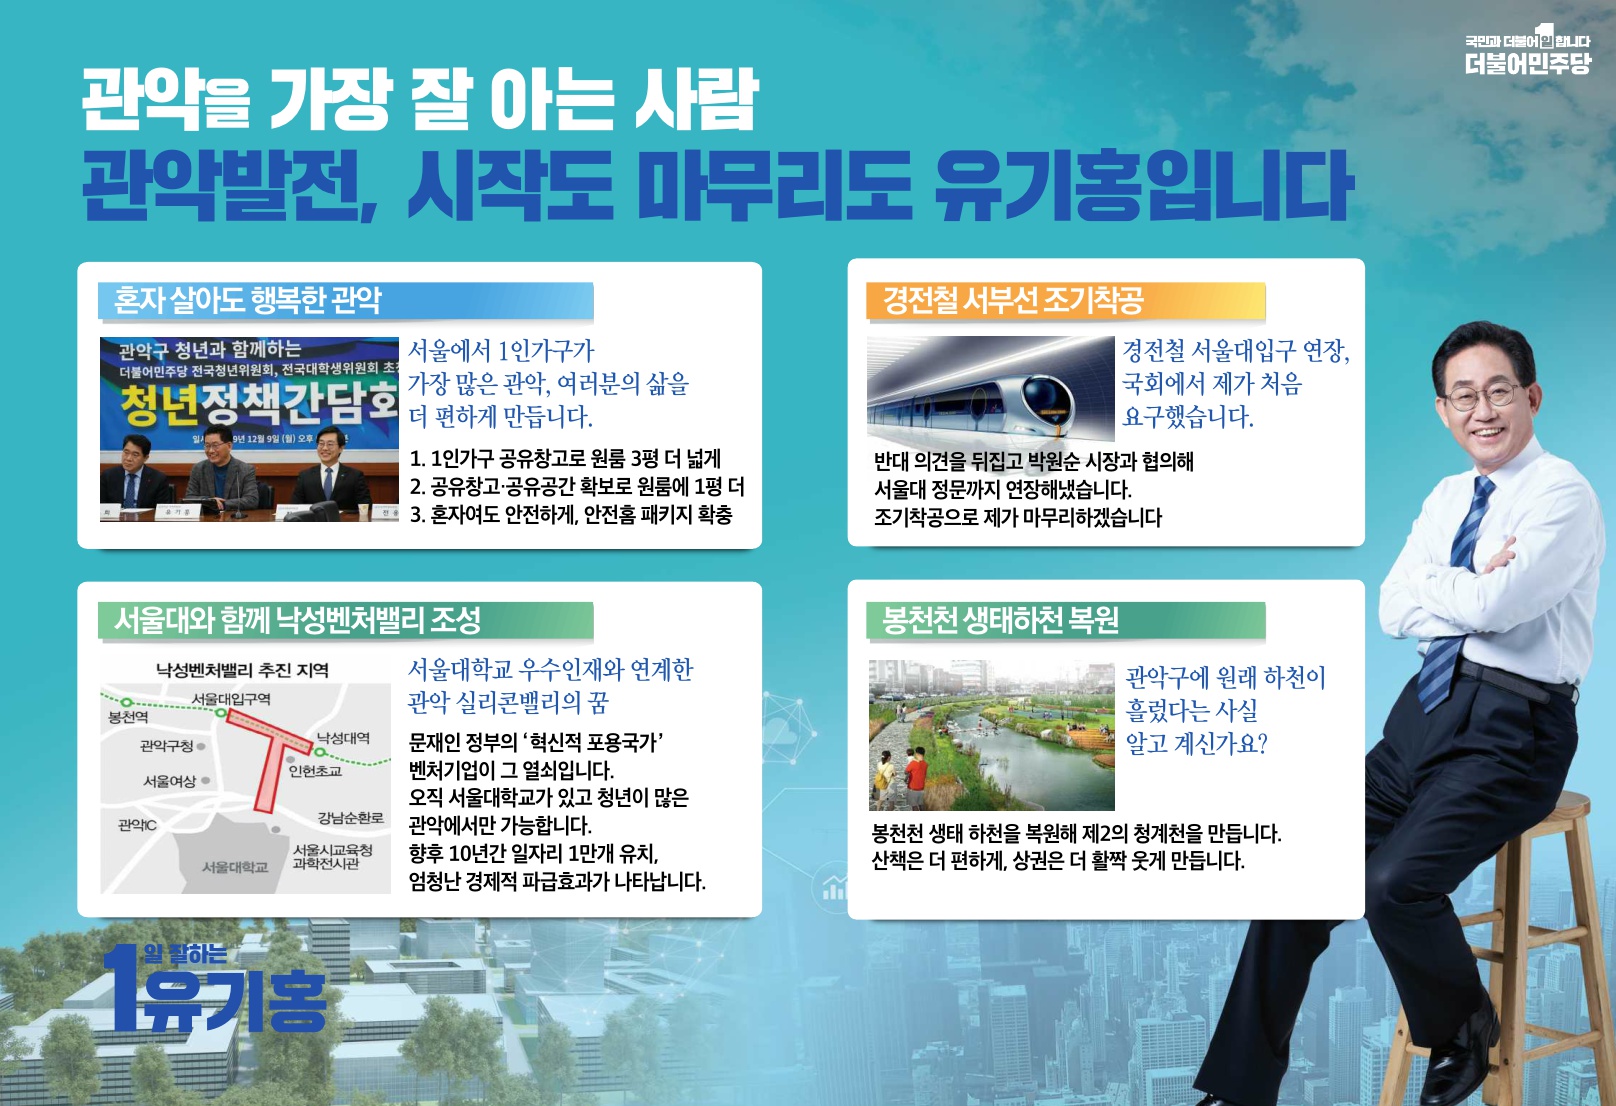 국민과 더불어 1일 합니다
더불어민주당
관악을 가장 잘 아는 사람
관악발전, 시작도 마무리도 유기홍입니다
혼자 살아도 행복한 관악
관악구 청년과 함께하는
더불어민주당 전국청년위원회, 전국대학생위원회 초청
청년정책간담회
9년 12월 9일 (월) 오후
유 기 홍
서울에서 1인가구가
가장 많은 관악, 여러분의 삶을
더 편하게 만듭니다.
1. 1인가구 공유창고로 원룸 3평 더 넓게
2. 공유창고·공유공간 확보로 원룸에 1평 더
3. 혼자여도 안전하게, 안전홈 패키지 확충
경전철 서부선 조기착공
경전철 서울대입구 연장,
국회에서 제가 처음
요구했습니다.
반대 의견을 뒤집고 박원순 시장과 협의해
서울대 정문까지 연장해냈습니다.
조기착공으로 제가 마무리하겠습니다
서울대와 함께 낙성벤처밸리 조성
낙성벤처밸리 추진 지역
서울대입구역
봉천역
관악구청
낙성대역
인헌초교
서울여상
관악IC
강남순환로
서울대학교
서울시교육청
과학전시관
서울대학교 우수인재와 연계한
관악 실리콘밸리의 꿈
문재인 정부의 ‘혁신적 포용국가’
벤처기업이 그 열쇠입니다.
오직 서울대학교가 있고 청년이 많은
관악에서만 가능합니다.
향후 10년간 일자리 1만개 유치,
엄청난 경제적 파급효과가 나타납니다.
봉천천 생태하천 복원
관악구에 원래 하천이
흘렀다는 사실
알고 계신가요?
봉천천 생태 하천을 복원해 제2의 청계천을 만듭니다.
산책은 더 편하게, 상권은 더 활짝 웃게 만듭니다.
1 일 잘하는
유기홍